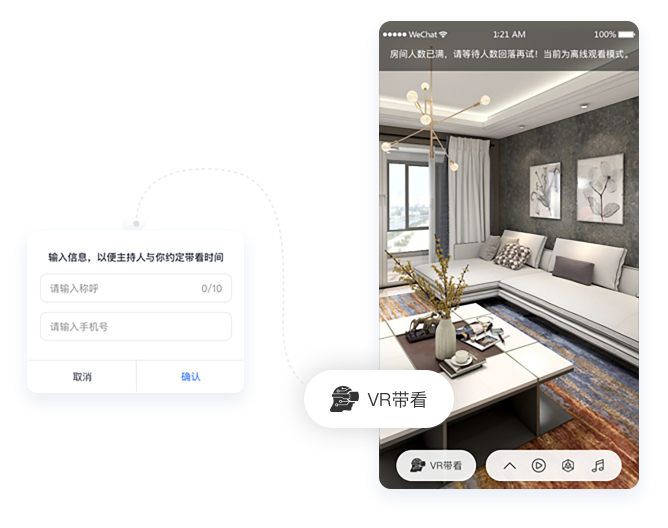 WeChat 1:21 AM 100%
房间人数已满，请等待人数回落再试！当前为离线观看模式。
输入信息，以便主持人与你约定带看时间
请输入称呼 0/10
请输入手机号
取消 确认
VR带看
VR带看